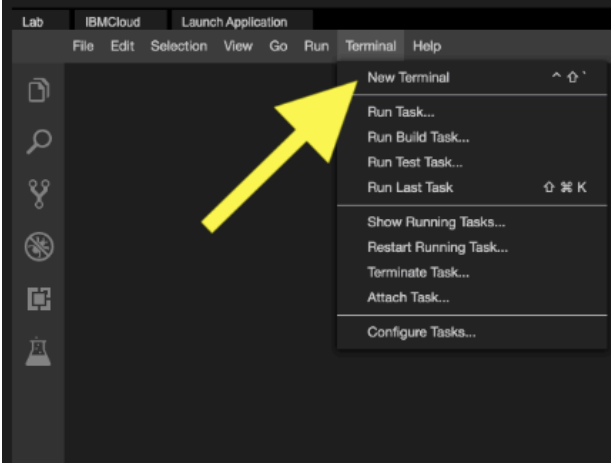 Lab IBMCloud Launch Application
File Edit Selection View Go Run Terminal Help
New Terminal ^ ⇧ `
Run Task...
Run Build Task...
Run Test Task...
Run Last Task ⇧ ⌘ K
Show Running Tasks...
Restart Running Task...
Terminate Task...
Attach Task...
Configure Tasks...